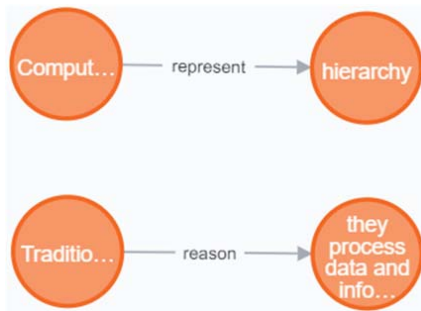 Comput...
represent
hierarchy
Traditio...
reason
they
process
data and
info...